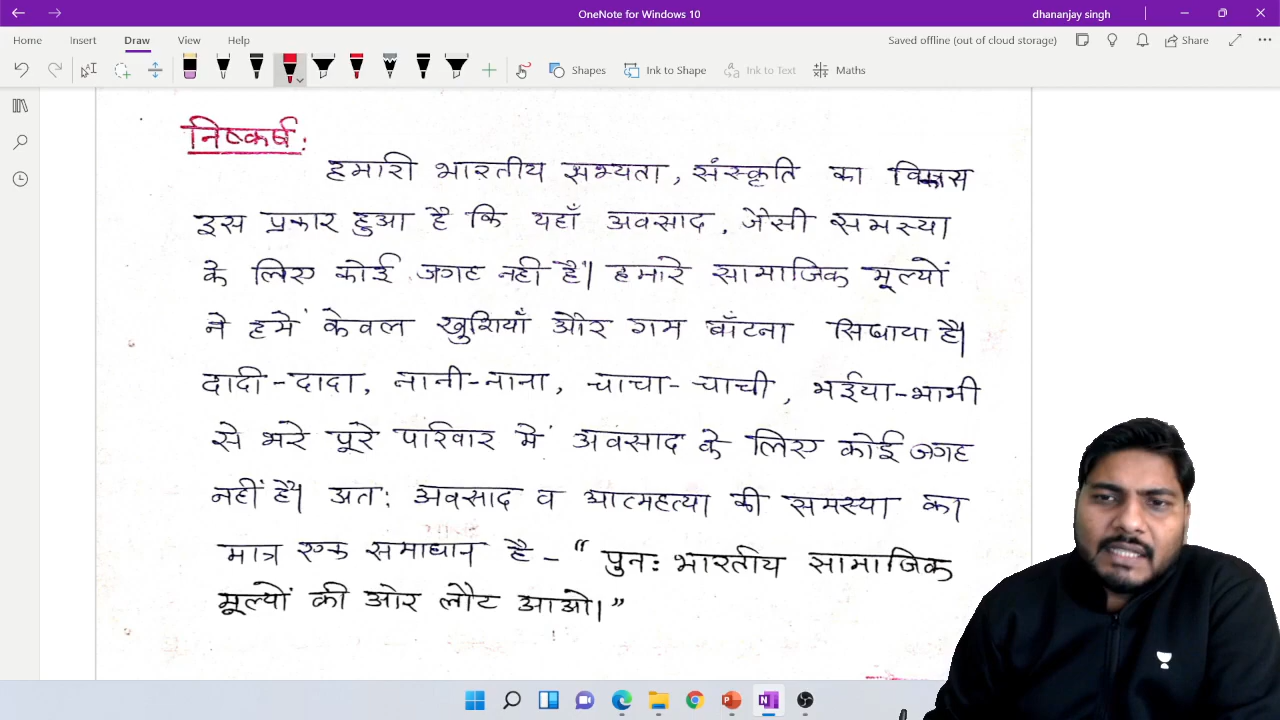 OneNote for Windows 10
dhananjay singh
Home Insert Draw View Help
Saved offline (out of cloud storage)
Share
Shapes
Ink to Shape
Ink to Text
Maths
निष्कर्ष:
हमारी भारतीय सभ्यता, संस्कृति का विकास
इस प्रकार हुआ है कि यहाँ अवसाद, जैसी समस्या
के लिए कोई जगह नही है। हमारे सामाजिक मूल्यों
ने हमें केवल खुशियाँ और गम बाँटना सिखाया है।
दादी-दादा, नानी-नाना, चाचा-चाची, भईया-भाभी
से भरे पूरे परिवार में अवसाद के लिए कोई जगह
नहीं है। अतः अवसाद व आत्महत्या की समस्या का
मात्र एक समाधान है - "पुनः भारतीय सामाजिक
मूल्यों की ओर लौट आओ।"